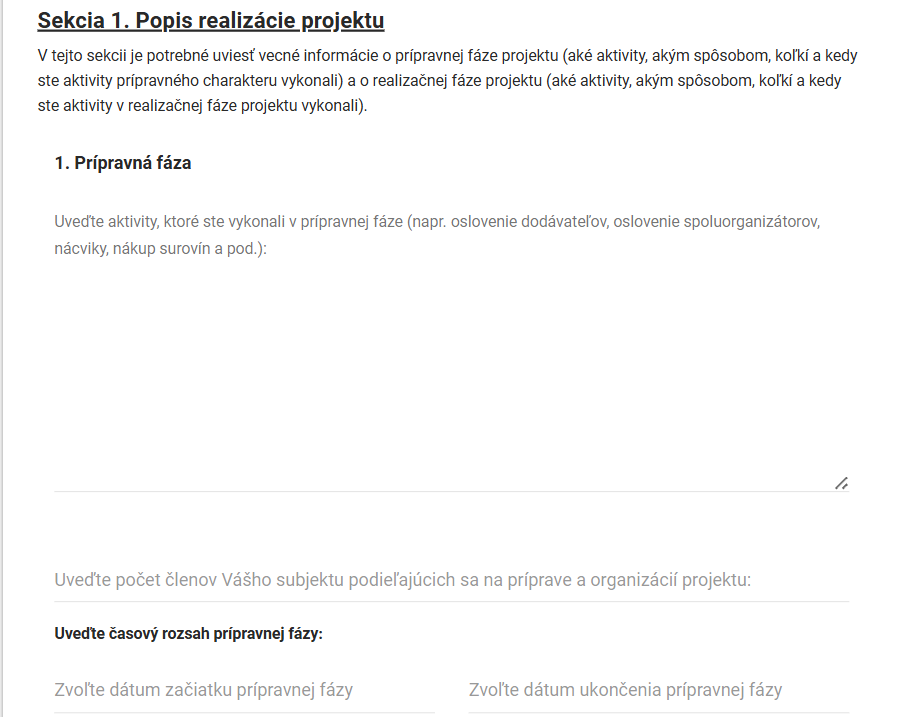 Sekcia 1. Popis realizácie projektu
V tejto sekcii je potrebné uviesť vecné informácie o prípravnej fáze projektu (aké aktivity, akým spôsobom, koľkí a kedy
ste aktivity prípravného charakteru vykonali) a o realizačnej fáze projektu (aké aktivity, akým spôsobom, koľkí a kedy
ste aktivity v realizačnej fáze projektu vykonali).
1. Prípravná fáza
Uveďte aktivity, ktoré ste vykonali v prípravnej fáze (napr. oslovenie dodávateľov, oslovenie spoluorganizátorov,
nácviky, nákup surovín a pod.):
Uveďte počet členov Vášho subjektu podieľajúcich sa na príprave a organizácií projektu:
Uveďte časový rozsah prípravnej fázy:
Zvoľte dátum začiatku prípravnej fázy
Zvoľte dátum ukončenia prípravnej fázy